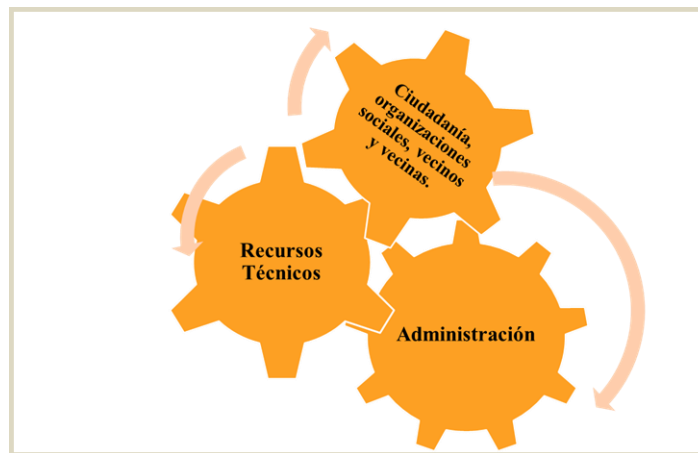 Ciudadanía,
organizaciones
sociales, vecinos
y vecinas.
Recursos
Técnicos
Administración